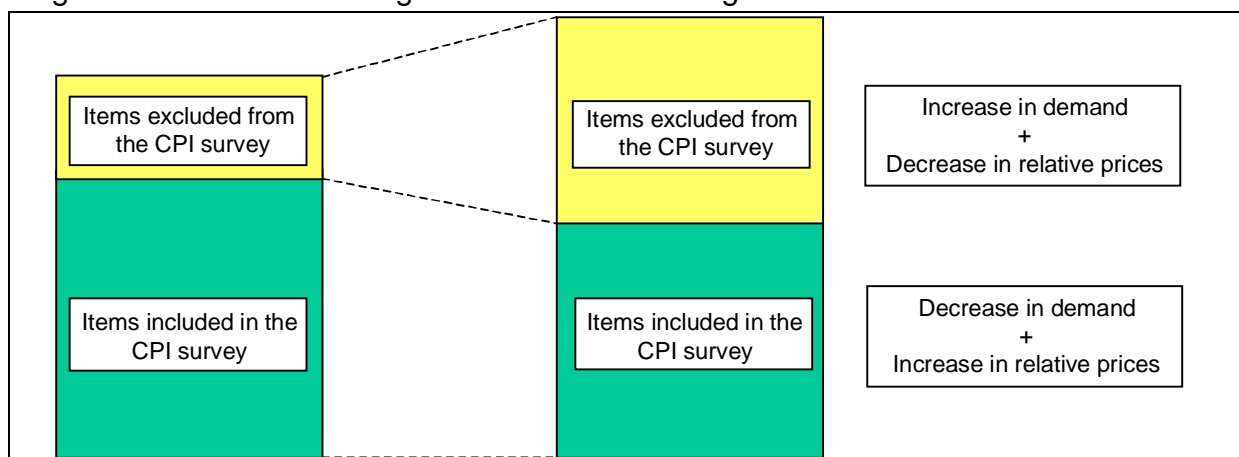 Items excluded from
the CPI survey
Items included in the
CPI survey
Items excluded from
the CPI survey
Items included in the
CPI survey
Increase in demand
+
Decrease in relative prices
Decrease in demand
+
Increase in relative prices